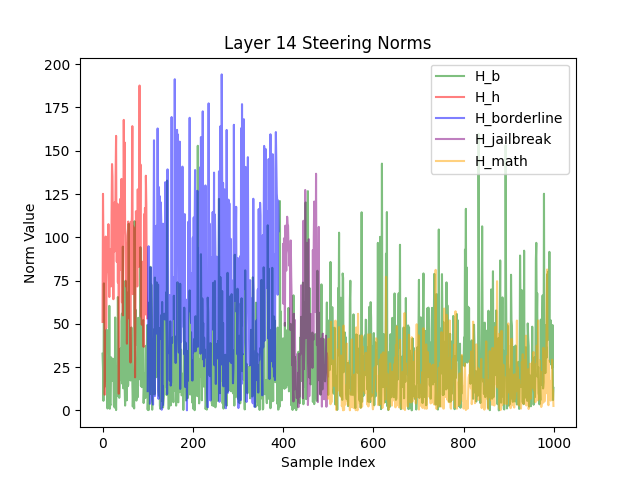 Layer 14 Steering Norms
200
175
150
125
100
75
50
25
0
Norm Value
0
200
400
600
800
1000
Sample Index
H_b
H_h
H_borderline
H_jailbreak
H_math